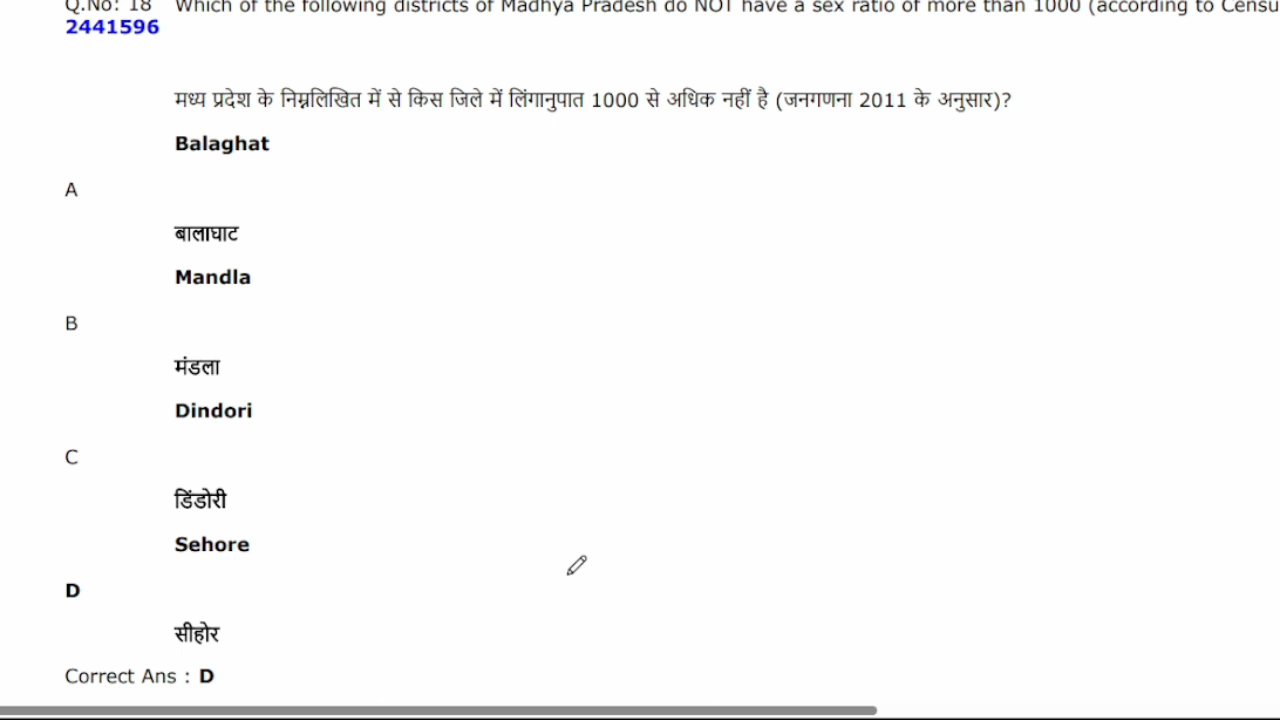 Q.No: 18 Which of the following districts of Madhya Pradesh do NOT have a sex ratio of more than 1000 (according to Censu
2441596
मध्य प्रदेश के निम्नलिखित में से किस जिले में लिंगानुपात 1000 से अधिक नहीं है (जनगणना 2011 के अनुसार)?
Balaghat
A
बालाघाट
Mandla
B
मंडला
Dindori
C
डिंडोरी
Sehore
D
सीहोर
Correct Ans : D